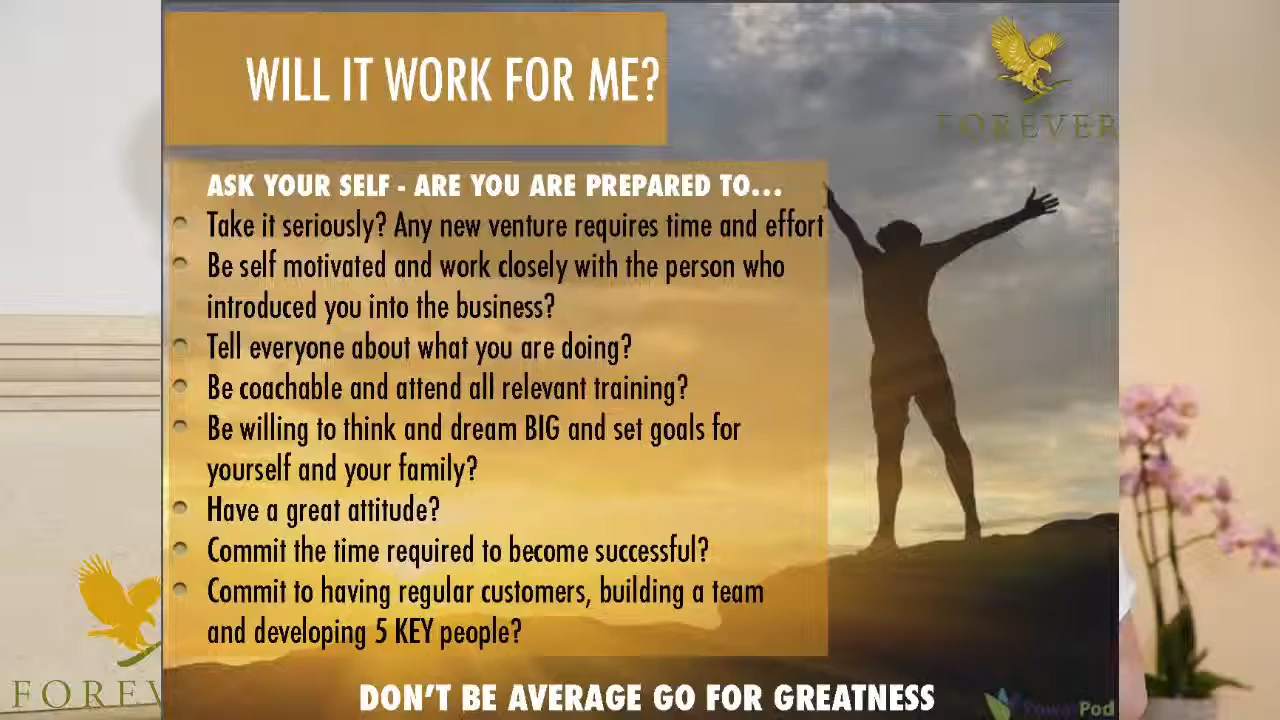 WILL IT WORK FOR ME?
FOREVER
ASK YOUR SELF - ARE YOU ARE PREPARED TO...
Take it seriously? Any new venture requires time and effort
Be self motivated and work closely with the person who
introduced you into the business?
Tell everyone about what you are doing?
Be coachable and attend all relevant training?
Be willing to think and dream BIG and set goals for
yourself and your family?
Have a great attitude?
Commit the time required to become successful?
Commit to having regular customers, building a team
and developing 5 KEY people?
FOREV
DON'T BE AVERAGE GO FOR GREATNESS
PowerPod